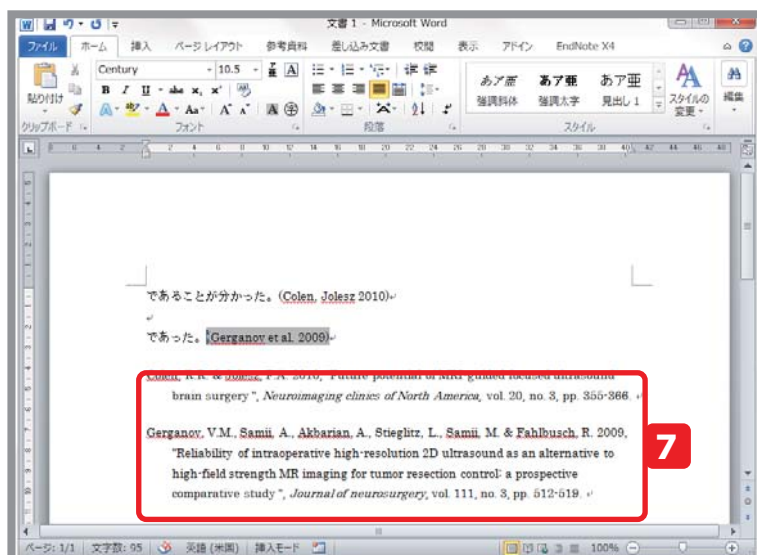 文書 1 - Microsoft Word
ファイル ホーム 挿入 ページ レイアウト 参考資料 差し込み文書 校閲 表示 アドイン EndNote X4
Century 10.5
貼り付け
あア亜 あア亜 あア亜
強調斜体 強調太字 見出し 1
スタイルの変更
編集
クリップボード フォント 段落 スタイル
であることが分かった。(Colen, Jolesz 2010)
であった。(Gerganov et al. 2009)
Colen, R.R. & Jolesz, F.A. 2010, "Future potential of MRI-guided focused ultrasound
brain surgery", Neuroimaging clinics of North America, vol. 20, no. 3, pp. 355-366.
Gerganov, V.M., Samii, A., Akbarian, A., Stieglitz, L., Samii, M. & Fahlbusch, R. 2009,
"Reliability of intraoperative high-resolution 2D ultrasound as an alternative to
high-field strength MR imaging for tumor resection control: a prospective
comparative study", Journal of neurosurgery, vol. 111, no. 3, pp. 512-519.
7
ページ: 1/1 文字数: 95 英語 (米国) 挿入モード 100%